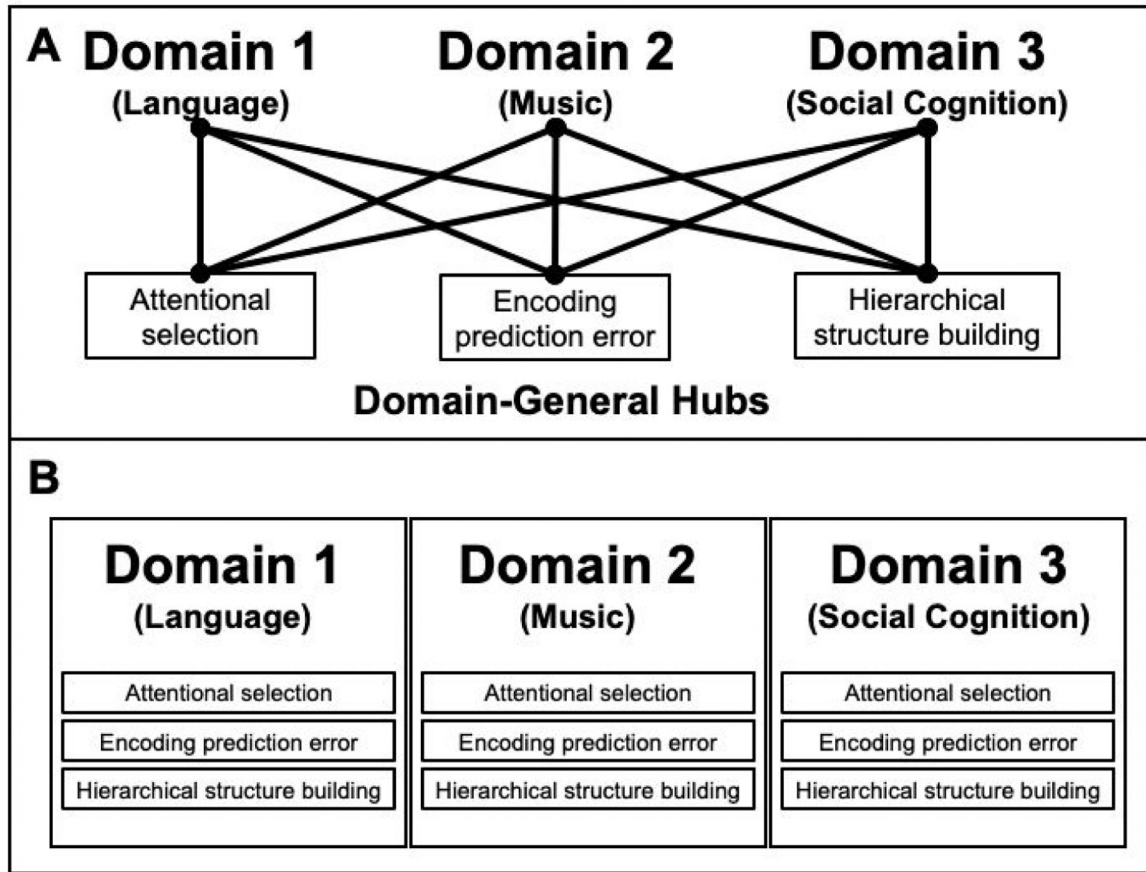 A
Domain 1
(Language)
Domain 2
(Music)
Domain 3
(Social Cognition)
Attentional
selection
Encoding
prediction error
Hierarchical
structure building
Domain-General Hubs
B
Domain 1
(Language)
Attentional selection
Encoding prediction error
Hierarchical structure building
Domain 2
(Music)
Attentional selection
Encoding prediction error
Hierarchical structure building
Domain 3
(Social Cognition)
Attentional selection
Encoding prediction error
Hierarchical structure building